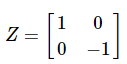 Z = [ 1 0
0 −1 ]